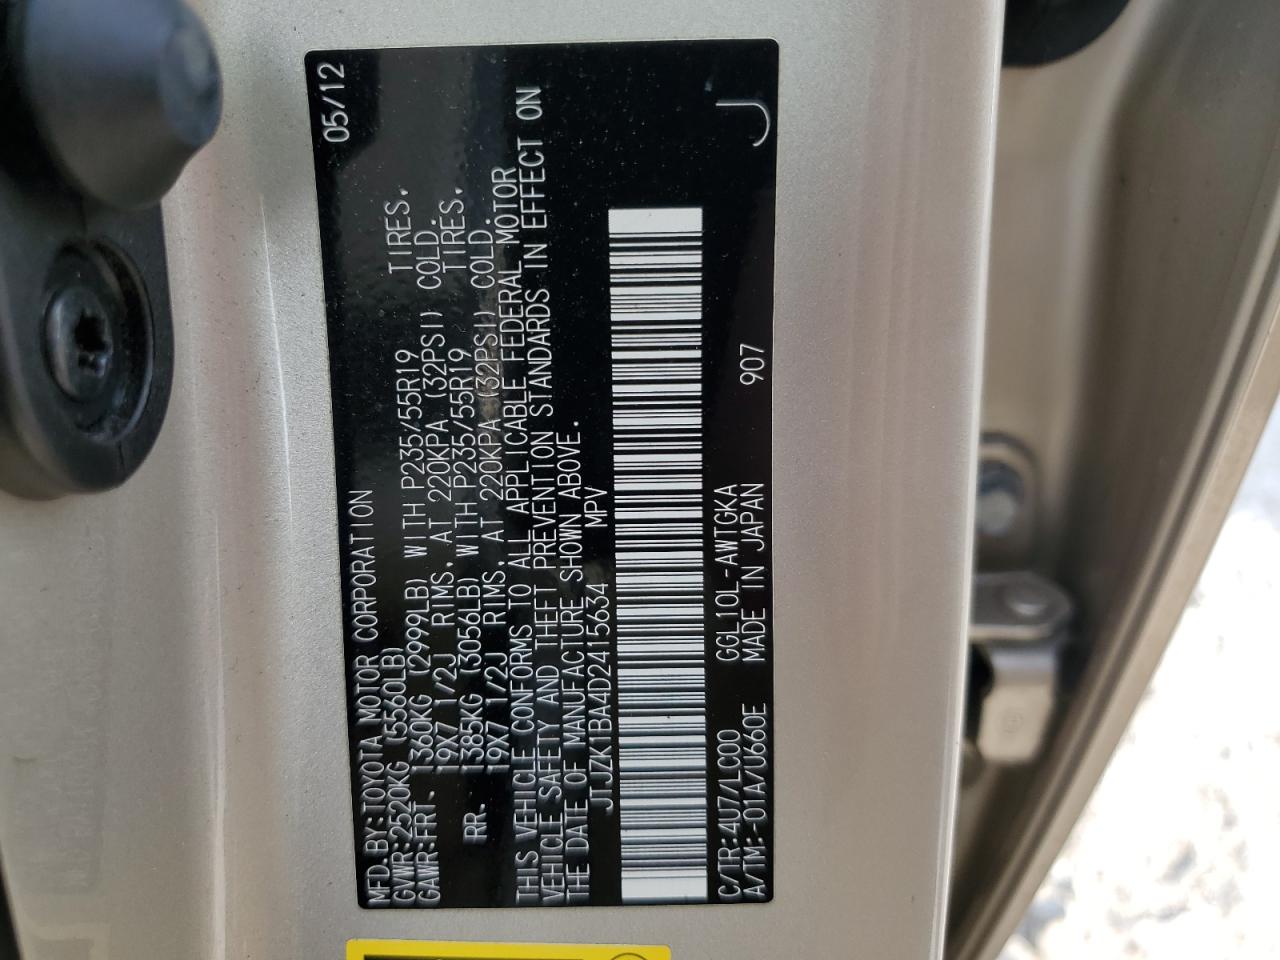 MFD. BY: TOYOTA MOTOR CORPORATION 05/12
GVWR: 2520KG (5560LB)
GAWR: FRT. 1360KG (2999LB) WITH P235/55R19 TIRES,
19X7 1/2J RIMS, AT 220KPA (32PSI) COLD.
RR. 1385KG (3056LB) WITH P235/55R19 TIRES,
19X7 1/2J RIMS, AT 220KPA (32PSI) COLD.
THIS VEHICLE CONFORMS TO ALL APPLICABLE FEDERAL MOTOR
VEHICLE SAFETY AND THEFT PREVENTION STANDARDS IN EFFECT ON
THE DATE OF MANUFACTURE SHOWN ABOVE.
JTJZK1BA4D2415634 MPV
C/TR: 4U7/LC00 GGL10L-AWTGKA
A/TM: -01A/U660E MADE IN JAPAN 907
J